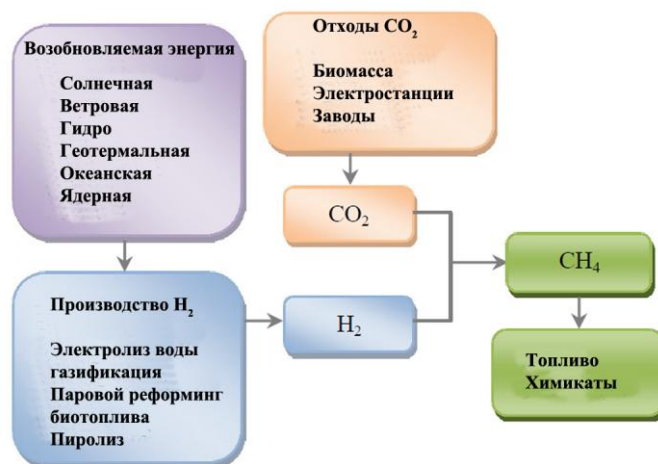 Возобновляемая энергия
Солнечная
Ветровая
Гидро
Геотермальная
Океанская
Ядерная
Отходы CO₂
Биомасса
Электростанции
Заводы
CO₂
Производство H₂
Электролиз воды
газификация
Паровой реформинг
биотоплива
Пиролиз
H₂
CH₄
Топливо
Химикаты